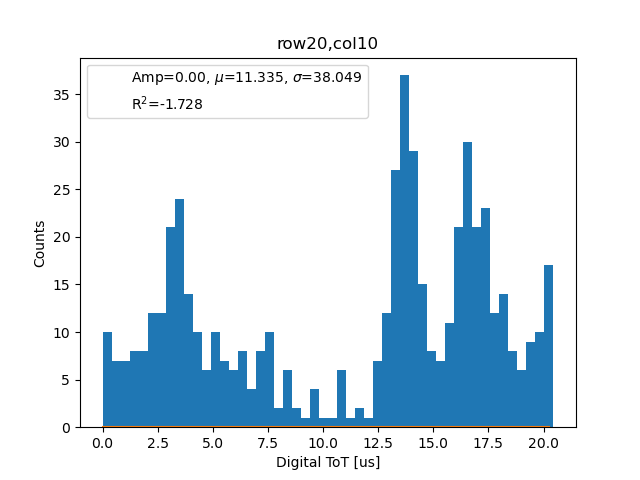 row20,col10
Amp=0.00, μ=11.335, σ=38.049
R²=-1.728
35
30
25
20
15
10
5
0
Counts
0.0 2.5 5.0 7.5 10.0 12.5 15.0 17.5 20.0
Digital ToT [us]